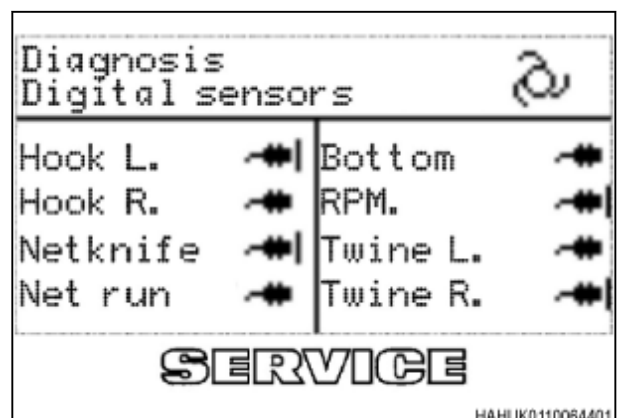 Diagnosis
Digital sensors
Hook L.
Hook R.
Netknife
Net run
Bottom
RPM.
Twine L.
Twine R.
SERVICE
HAHUK0110064401